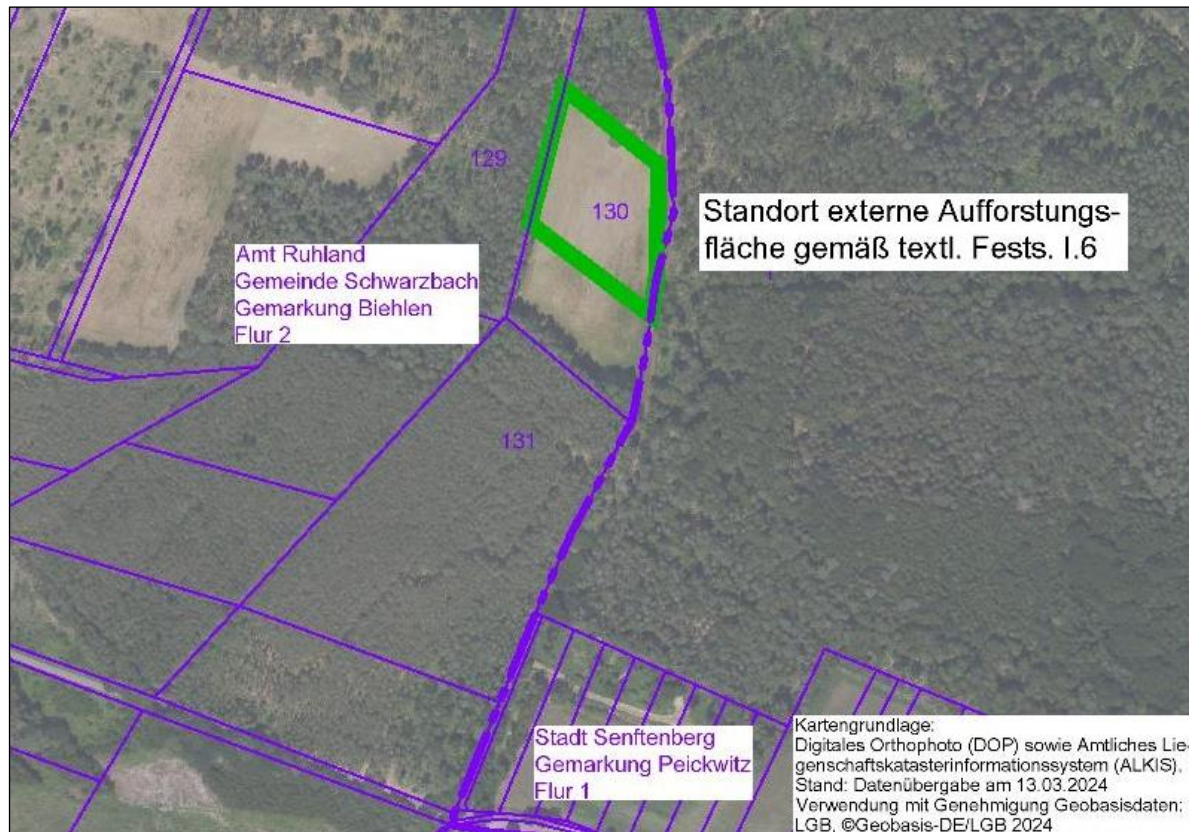 129
130
Standort externe Aufforstungs-
fläche gemäß textl. Fests. I.6
Amt Ruhland
Gemeinde Schwarzbach
Gemarkung Biehlen
Flur 2
131
Stadt Senftenberg
Gemarkung Peickwitz
Flur 1
Kartengrundlage:
Digitales Orthophoto (DOP) sowie Amtliches Lie-
genschaftskatasterinformationssystem (ALKIS),
Stand: Datenübergabe am 13.03.2024
Verwendung mit Genehmigung Geobasisdaten:
LGB, ©Geobasis-DE/LGB 2024